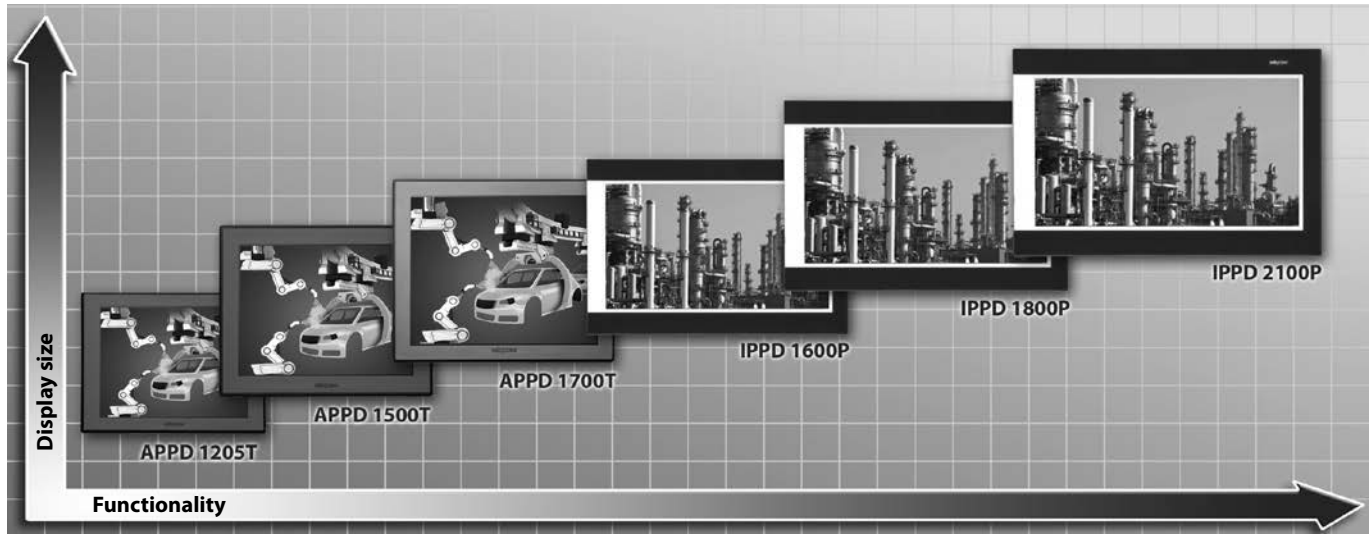 IPPD 2100P
IPPD 1800P
IPPD 1600P
APPD 1700T
APPD 1500T
APPD 1205T
Display size
Functionality